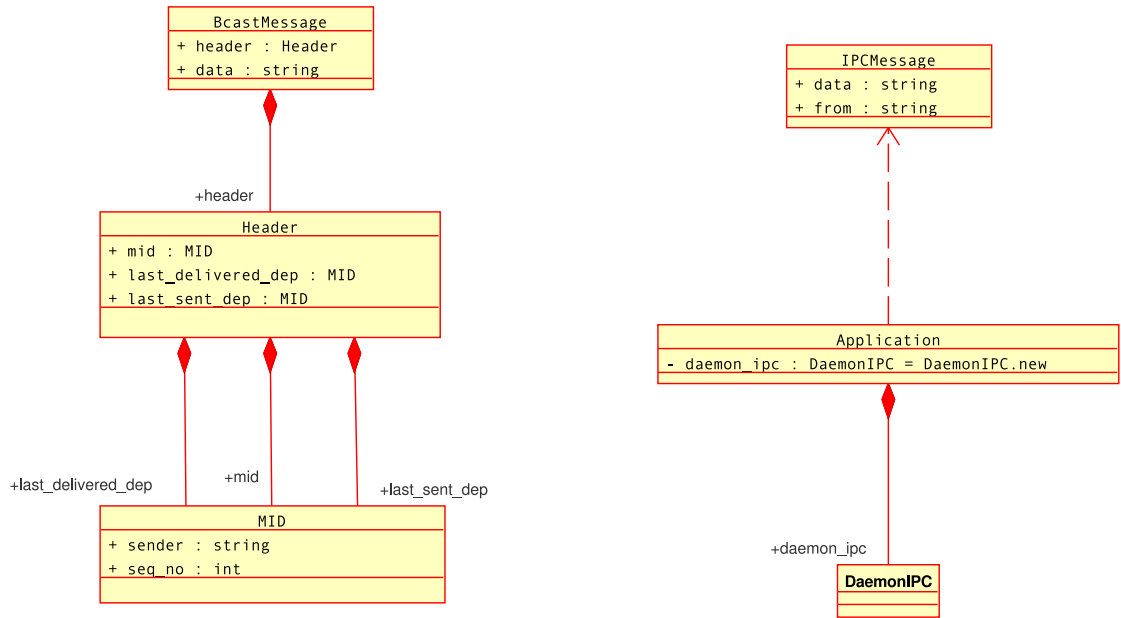 BcastMessage
+ header : Header
+ data : string
+header
Header
+ mid : MID
+ last_delivered_dep : MID
+ last_sent_dep : MID
+last_delivered_dep
+mid
+last_sent_dep
MID
+ sender : string
+ seq_no : int
IPCMessage
+ data : string
+ from : string
Application
- daemon_ipc : DaemonIPC = DaemonIPC.new
+daemon_ipc
DaemonIPC